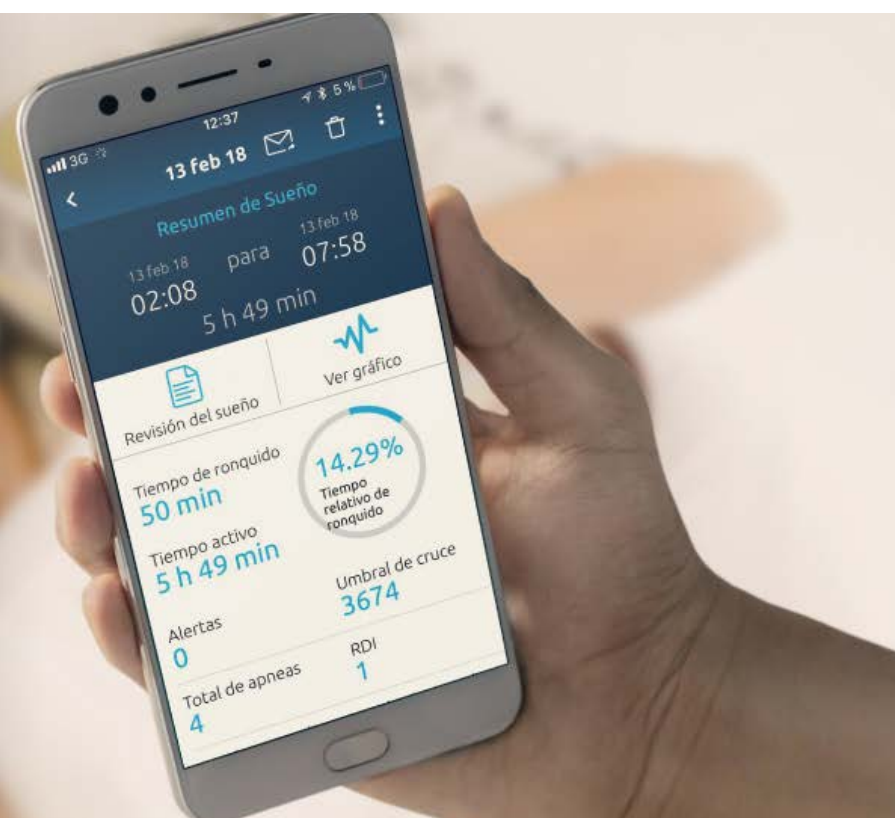 3G
12:37
5 %
13 feb 18
Resumen de Sueño
13 feb 18
02:08
para
13 feb 18
07:58
5 h 49 min
Revisión del sueño
Ver gráfico
Tiempo de ronquido
50 min
14.29%
Tiempo
relativo de
ronquido
Tiempo activo
5 h 49 min
Alertas
0
Umbral de cruce
3674
Total de apneas
4
RDI
1